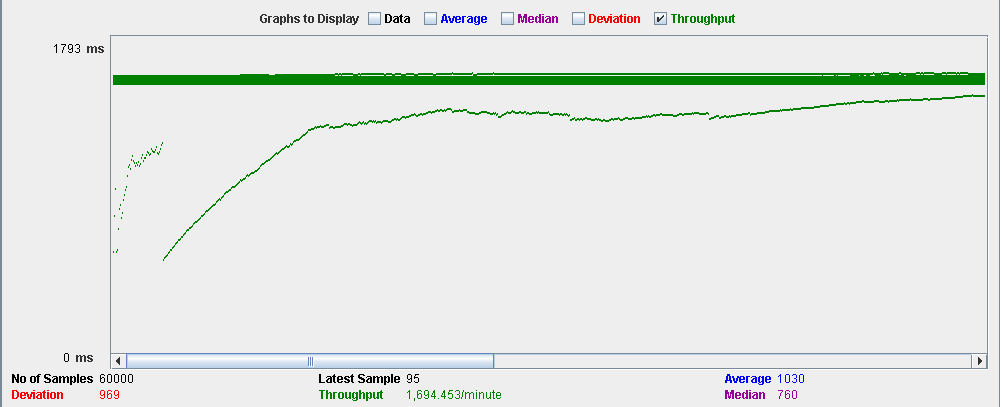 Graphs to Display Data Average Median Deviation Throughput
1793 ms
0 ms
No of Samples 60000 Latest Sample 95 Average 1030
Deviation 969 Throughput 1,694.453/minute Median 760